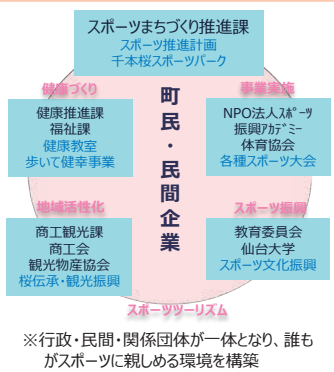 スポーツまちづくり推進課
スポーツ推進計画
千本桜スポーツパーク
健康づくり
健康推進課
福祉課
健康教室
歩いて健幸事業
町民・民間企業
事業実施
NPO法人ｽﾎﾟｰﾂ
振興ｱｶﾃﾞﾐｰ
体育協会
各種スポーツ大会
地域活性化
商工観光課
商工会
観光物産協会
桜伝承・観光振興
スポーツ振興
教育委員会
仙台大学
スポーツ文化振興
スポーツツーリズム
※行政・民間・関係団体が一体となり、誰も
がスポーツに親しめる環境を構築